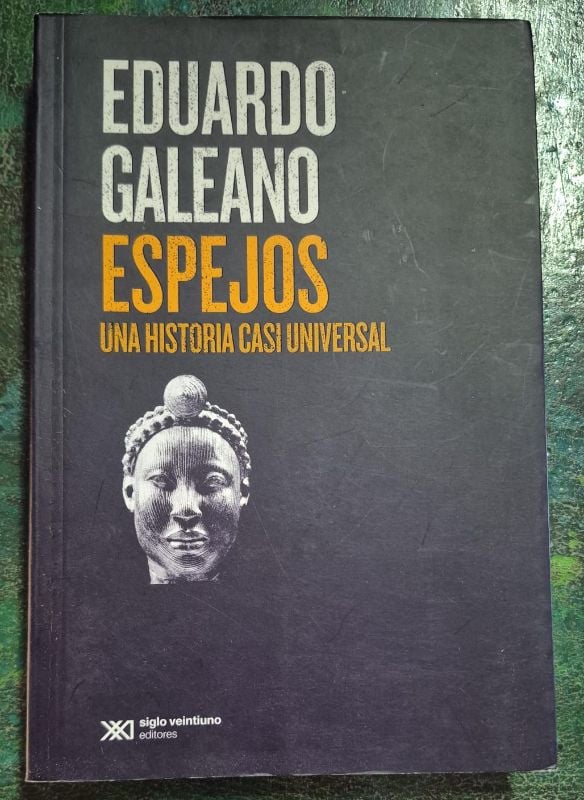 EDUARDO
GALEANO
ESPEJOS
UNA HISTORIA CASI UNIVERSAL
siglo veintiuno
editores